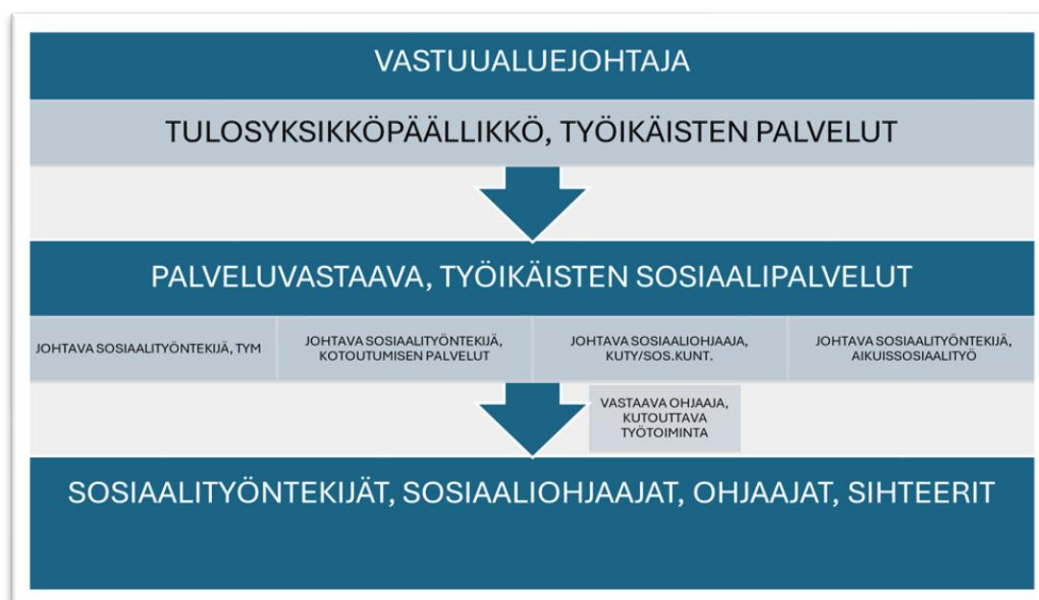 VASTUUALUEJOHTAJA
TULOSYKSIKKÖPÄÄLLIKKÖ, TYÖIKÄISTEN PALVELUT
PALVELUVASTAAVA, TYÖIKÄISTEN SOSIAALIPALVELUT
JOHTAVA SOSIAALITYÖNTEKIJÄ, TYM
JOHTAVA SOSIAALITYÖNTEKIJÄ,
KOTOUTUMISEN PALVELUT
JOHTAVA SOSIAALIOHJAAJA,
KUTY/SOS.KUNT.
JOHTAVA SOSIAALITYÖNTEKIJÄ,
AIKUISSOSIAALITYÖ
VASTAAVA OHJAAJA,
KUTOUTTAVA
TYÖTOIMINTA
SOSIAALITYÖNTEKIJÄT, SOSIAALIOHJAAJAT, OHJAAJAT, SIHTEERIT